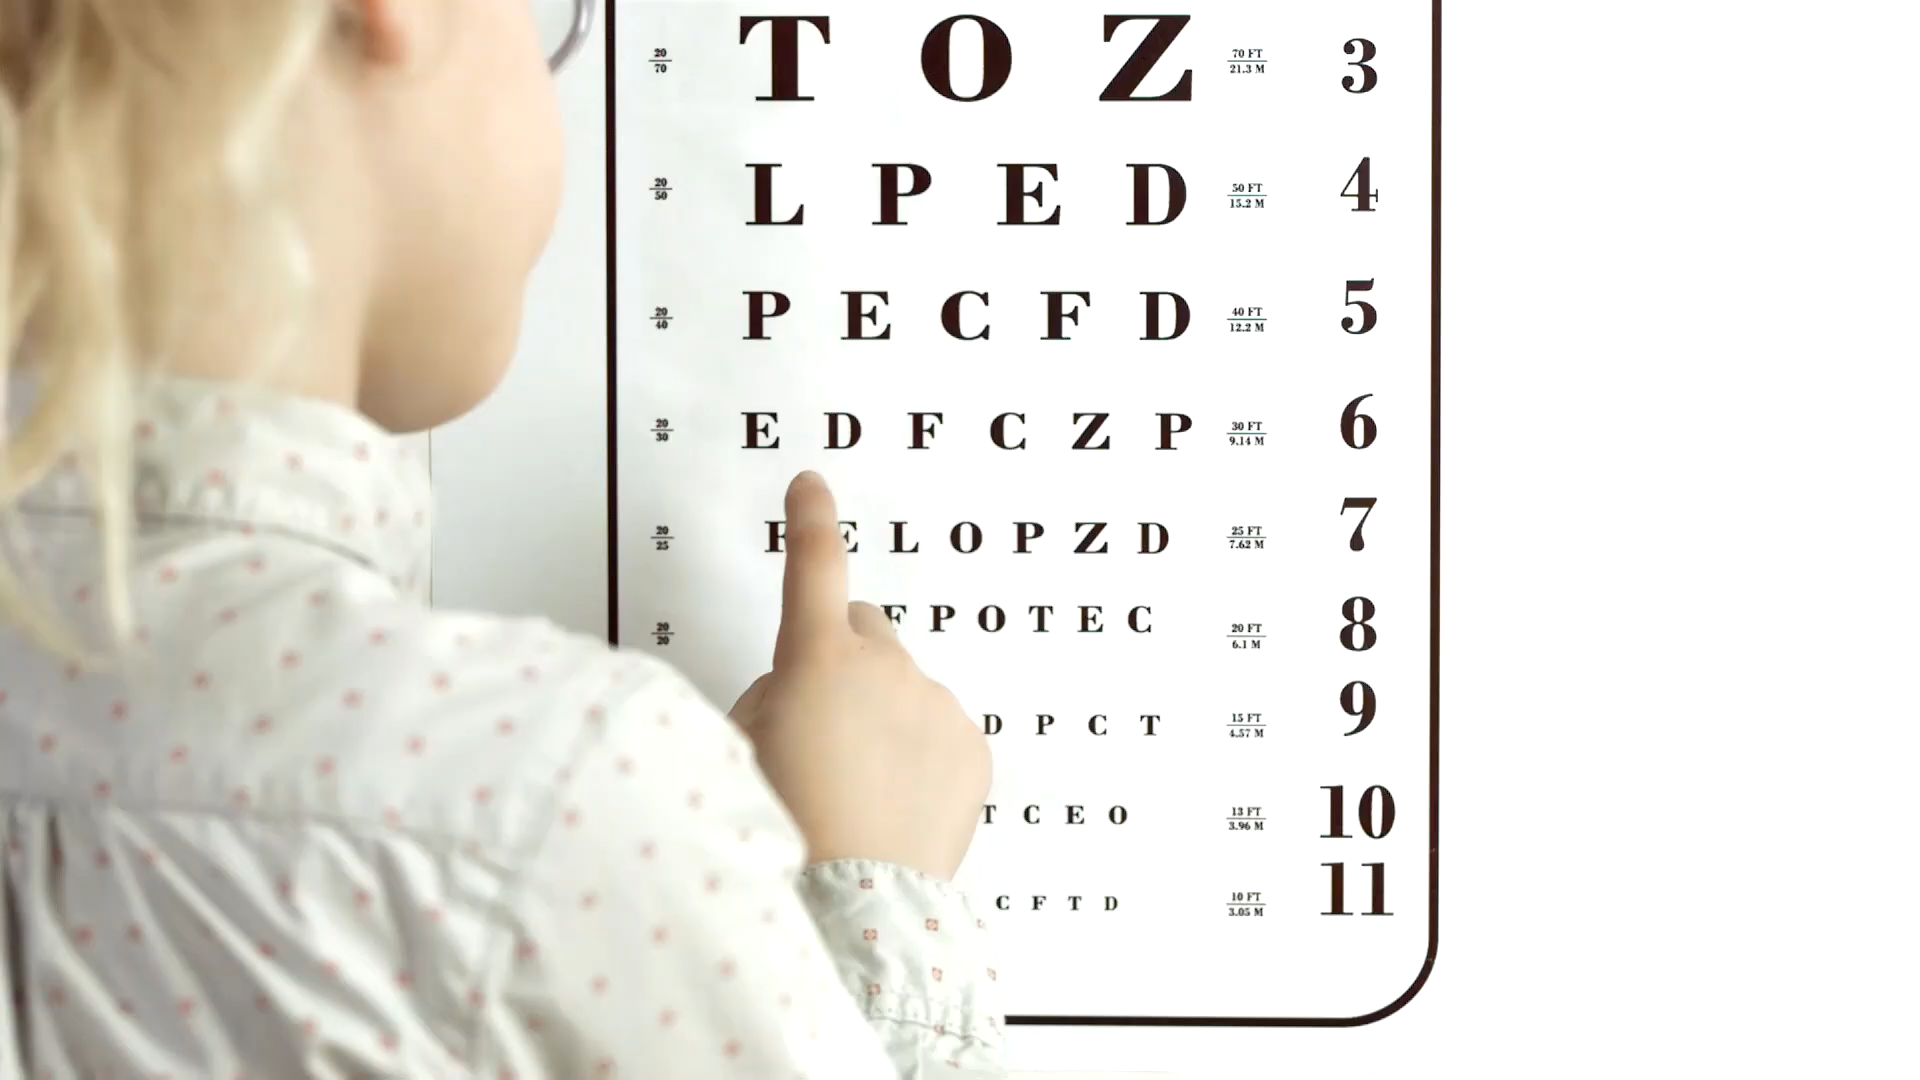 20/70 T O Z 70 FT/21.3 M 3
20/50 L P E D 50 FT/15.2 M 4
20/40 P E C F D 40 FT/12.2 M 5
20/30 E D F C Z P 30 FT/9.14 M 6
20/25 E L O P Z D 25 FT/7.62 M 7
20/20 F P O T E C 20 FT/6.1 M 8
D P C T 15 FT/4.57 M 9
T C E O 13 FT/3.96 M 10
C F T D 10 FT/3.05 M 11